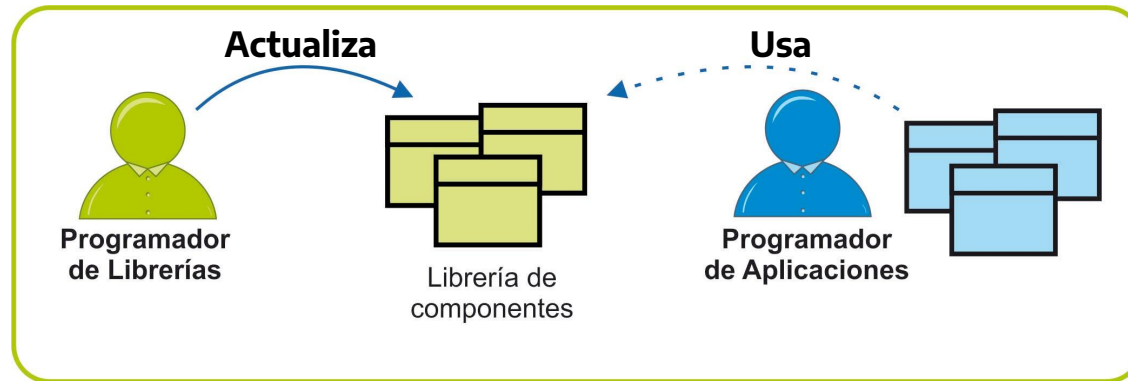 Actualiza
Usa
Programador
de Librerías
Librería de
componentes
Programador
de Aplicaciones